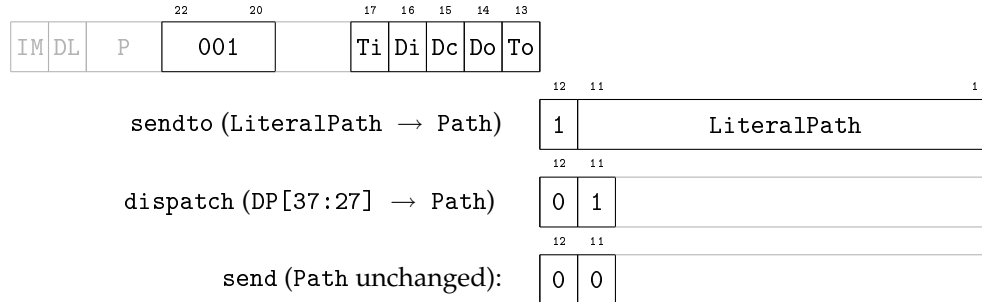 22 20 17 16 15 14 13
IM DL P 001 Ti Di Dc Do To
12 11 1
sendto (LiteralPath → Path) 1 LiteralPath
12 11
dispatch (DP[37:27] → Path) 0 1
12 11
send (Path unchanged): 0 0